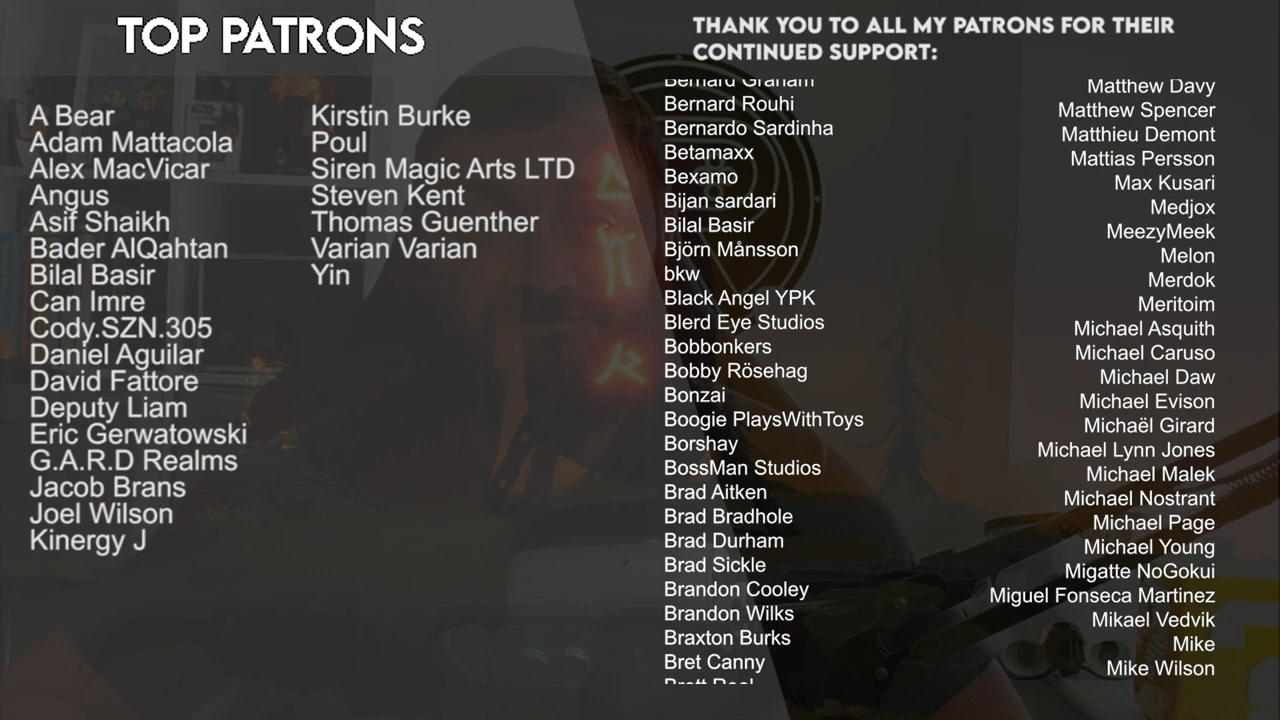 TOP PATRONS
A Bear
Adam Mattacola
Alex MacVicar
Angus
Asif Shaikh
Bader AlQahtan
Bilal Basir
Can Imre
Cody.SZN.305
Daniel Aguilar
David Fattore
Deputy Liam
Eric Gerwatowski
G.A.R.D Realms
Jacob Brans
Joel Wilson
Kinergy J
Kirstin Burke
Poul
Siren Magic Arts LTD
Steven Kent
Thomas Guenther
Varian Varian
Yin
THANK YOU TO ALL MY PATRONS FOR THEIR
CONTINUED SUPPORT:
Bernard Graham
Bernard Rouhi
Bernardo Sardinha
Betamaxx
Bexamo
Bijan sardari
Bilal Basir
Björn Månsson
bkw
Black Angel YPK
Blerd Eye Studios
Bobbonkers
Bobby Rösehag
Bonzai
Boogie PlaysWithToys
Borshay
BossMan Studios
Brad Aitken
Brad Bradhole
Brad Durham
Brad Sickle
Brandon Cooley
Brandon Wilks
Braxton Burks
Bret Canny
Matthew Davy
Matthew Spencer
Matthieu Demont
Mattias Persson
Max Kusari
Medjox
MeezyMeek
Melon
Merdok
Meritoim
Michael Asquith
Michael Caruso
Michael Daw
Michael Evison
Michaël Girard
Michael Lynn Jones
Michael Malek
Michael Nostrant
Michael Page
Michael Young
Migatte NoGokui
Miguel Fonseca Martinez
Mikael Vedvik
Mike
Mike Wilson